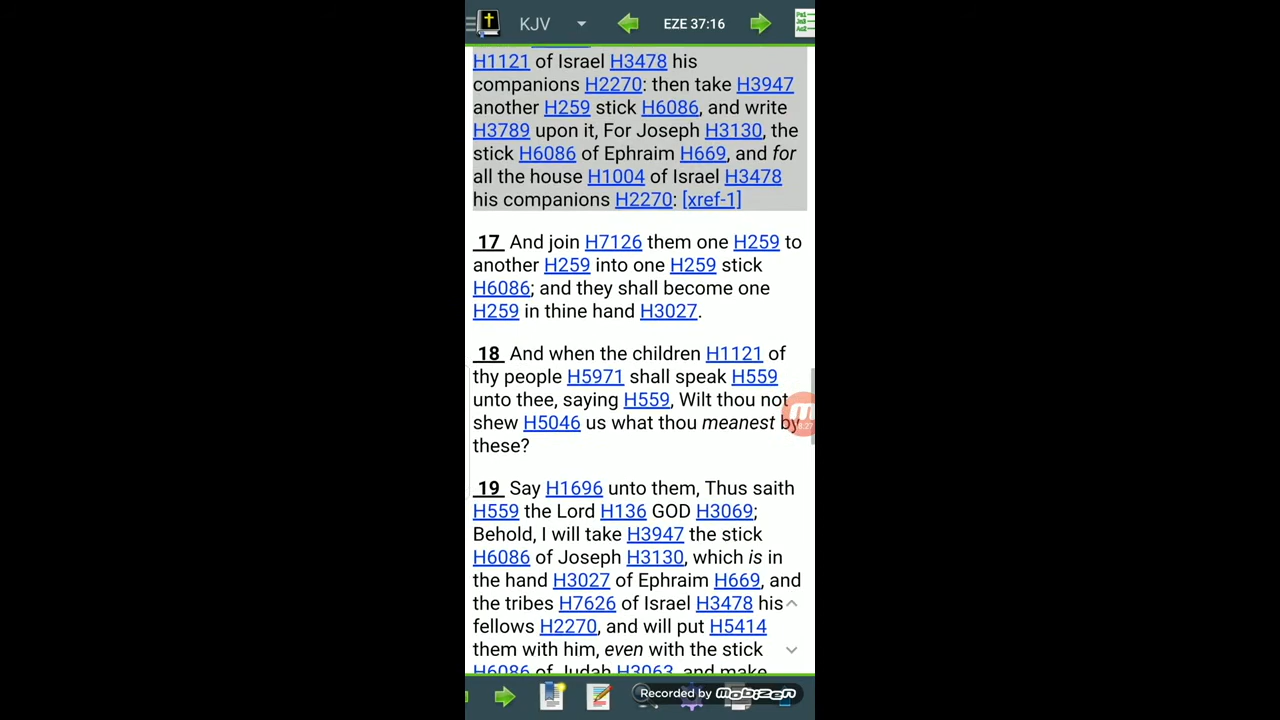 KJV EZE 37:16
H1121 of Israel H3478 his
companions H2270: then take H3947
another H259 stick H6086, and write
H3789 upon it, For Joseph H3130, the
stick H6086 of Ephraim H669, and for
all the house H1004 of Israel H3478
his companions H2270: [xref-1]
17 And join H7126 them one H259 to
another H259 into one H259 stick
H6086; and they shall become one
H259 in thine hand H3027.
18 And when the children H1121 of
thy people H5971 shall speak H559
unto thee, saying H559, Wilt thou not
shew H5046 us what thou meanest by
these?
19 Say H1696 unto them, Thus saith
H559 the Lord H136 GOD H3069;
Behold, I will take H3947 the stick
H6086 of Joseph H3130, which is in
the hand H3027 of Ephraim H669, and
the tribes H7626 of Israel H3478 his
fellows H2270, and will put H5414
them with him, even with the stick
H6086 of Judah H3063, and make
Recorded by Mobizen